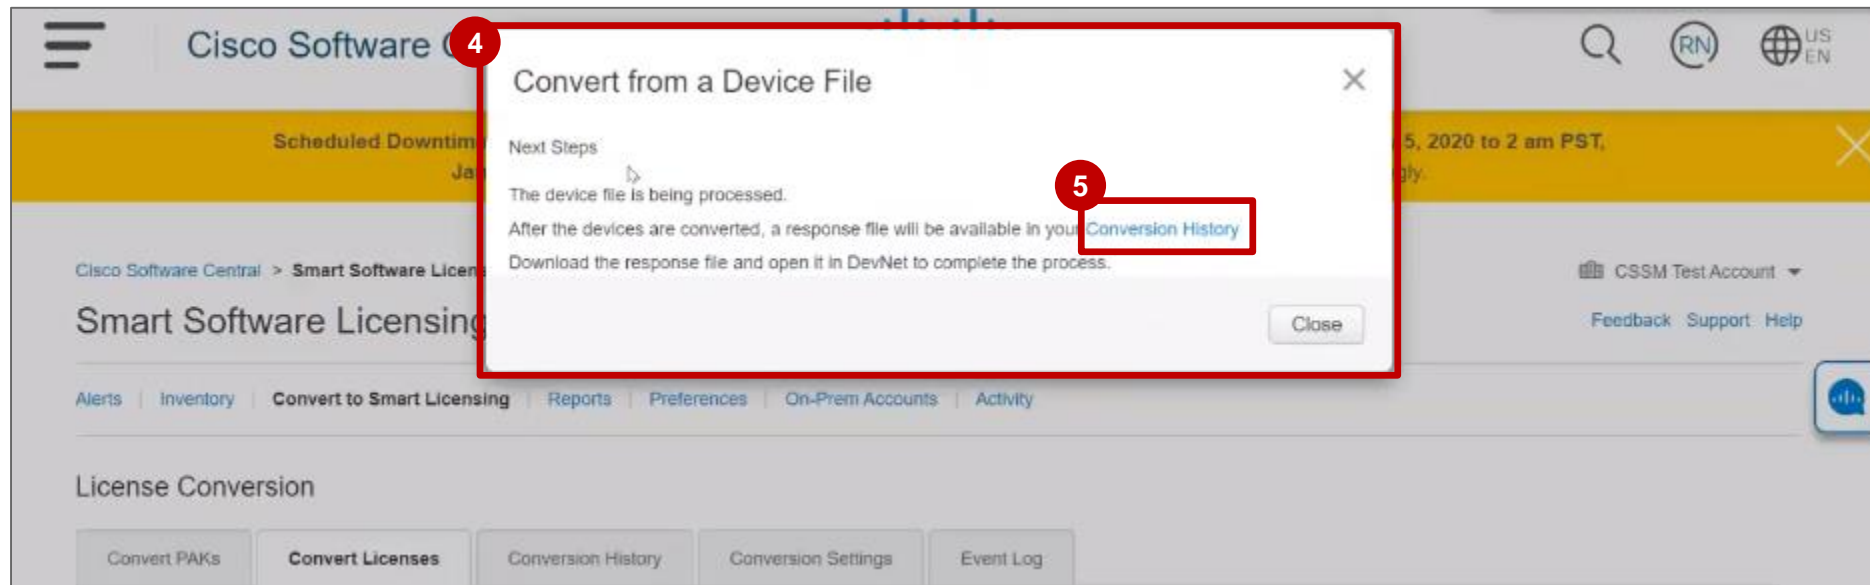 Cisco Software C
4
RN
US
EN
Convert from a Device File
Scheduled Downtim
5, 2020 to 2 am PST,
Next Steps
Ja
gly.
The device file is being processed.
5
After the devices are converted, a response file will be available in your Conversion History
Download the response file and open it in DevNet to complete the process.
Cisco Software Central > Smart Software Licens
CSSM Test Account
Smart Software Licensing
Close
Feedback Support Help
Alerts | Inventory | Convert to Smart Licensing | Reports | Preferences | On-Prem Accounts | Activity
License Conversion
Convert PAKs
Convert Licenses
Conversion History
Conversion Settings
Event Log